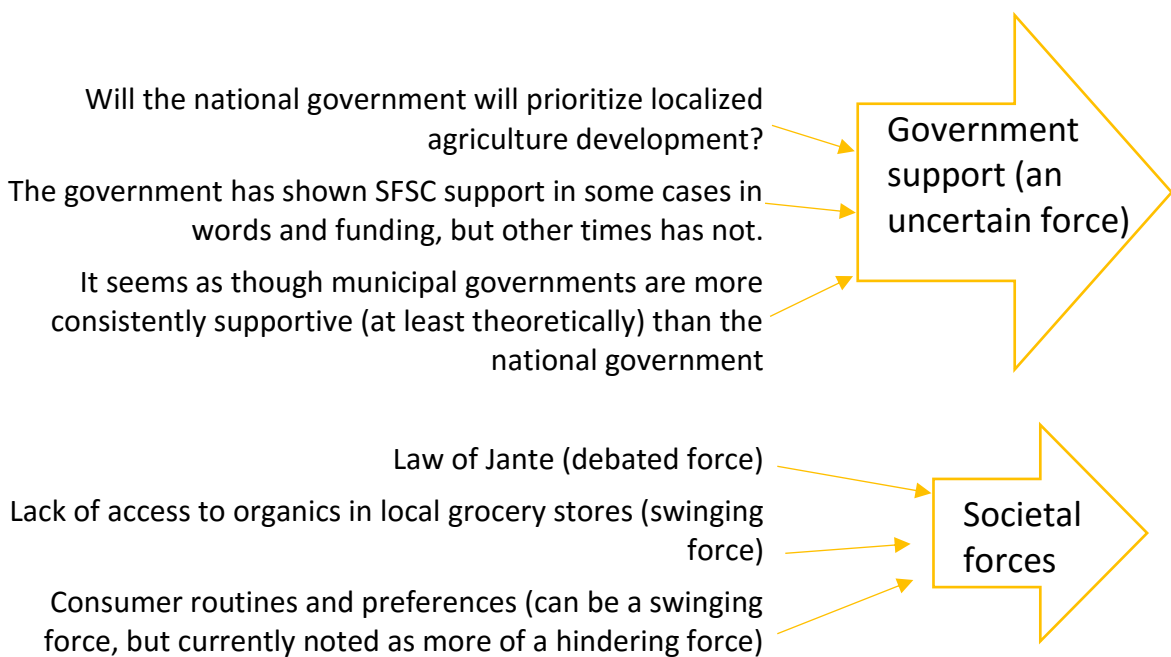 Will the national government will prioritize localized
agriculture development?
The government has shown SFSC support in some cases in
words and funding, but other times has not.
It seems as though municipal governments are more
consistently supportive (at least theoretically) than the
national government
Government
support (an
uncertain force)
Law of Jante (debated force)
Lack of access to organics in local grocery stores (swinging
force)
Consumer routines and preferences (can be a swinging
force, but currently noted as more of a hindering force)
Societal
forces